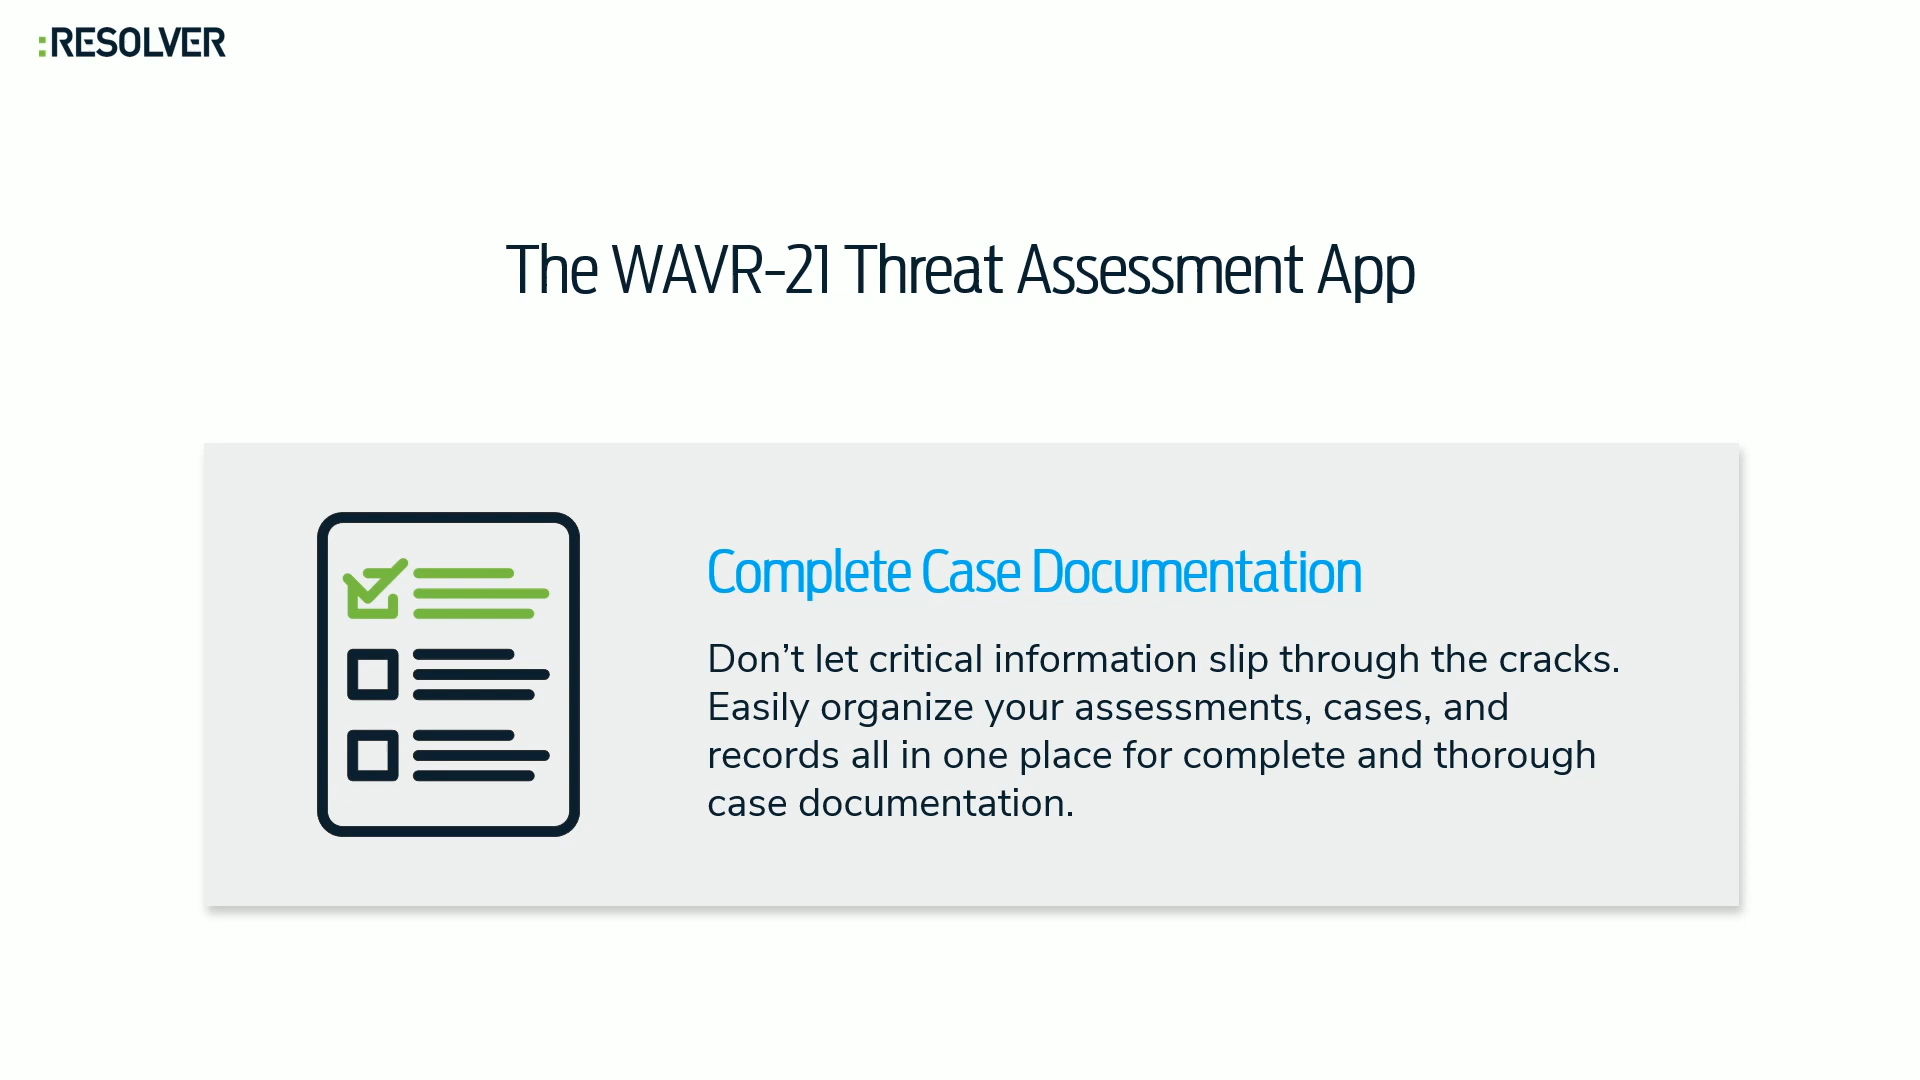 :RESOLVER
The WAVR-21 Threat Assessment App
Complete Case Documentation
Don’t let critical information slip through the cracks.
Easily organize your assessments, cases, and
records all in one place for complete and thorough
case documentation.